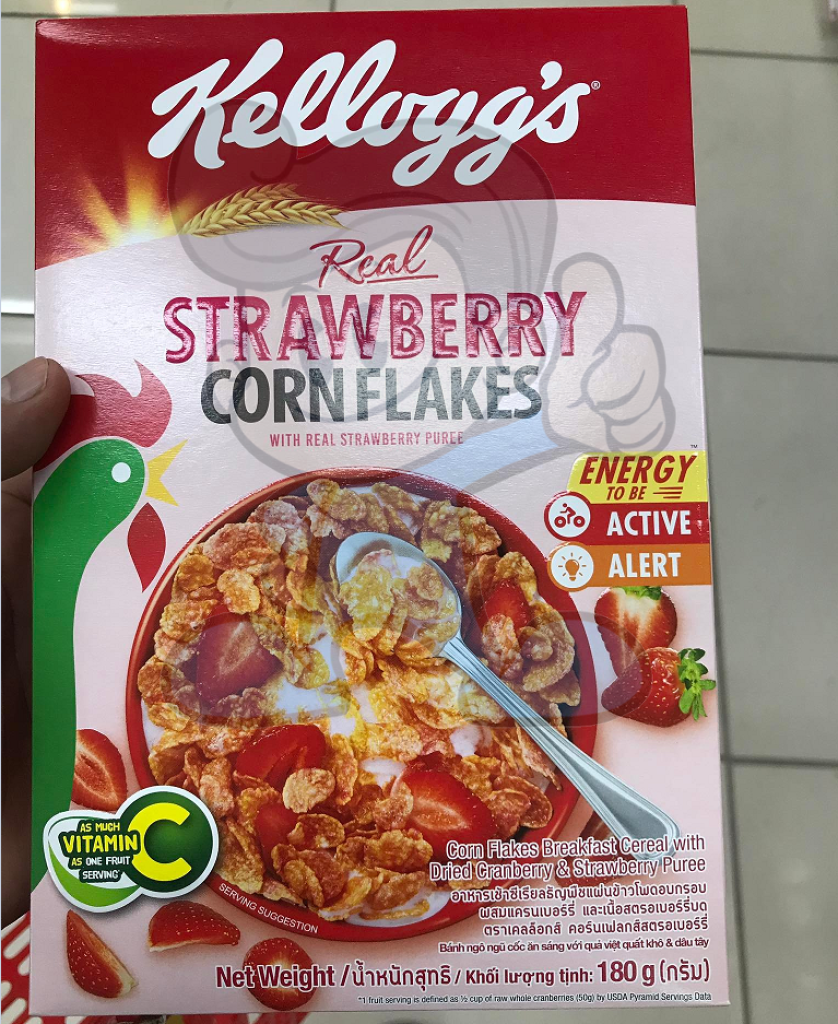 Kellogg's®
Real
STRAWBERRY
CORN FLAKES
WITH REAL STRAWBERRY PUREE
ENERGY™
TO BE
ACTIVE
ALERT
AS MUCH
VITAMIN C
AS ONE FRUIT
SERVING*
SERVING SUGGESTION
Corn Flakes Breakfast Cereal with
Dried Cranberry & Strawberry Puree
อาหารเช้าซีเรียลธัญพืชแผ่นข้าวโพดอบกรอบ
ผสมแครนเบอร์รี่ และเนื้อสตรอเบอร์รี่บด
ตราเคลล็อกส์ คอร์นเฟลกส์สตรอเบอร์รี่
Bánh ngô ngũ cốc ăn sáng với quả việt quất khô & dâu tây
Net Weight / น้ำหนักสุทธิ / Khối lượng tịnh: 180 g (กรัม)
*1 fruit serving is defined as ½ cup of raw whole cranberries (50g) by USDA Pyramid Servings Data